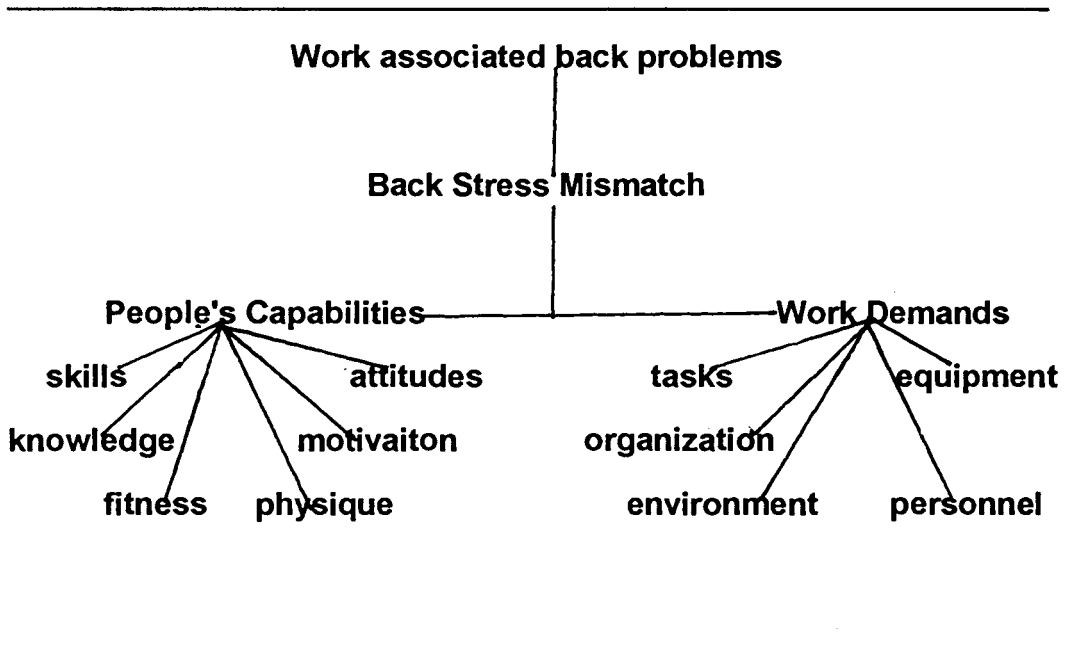 Work associated back problems
Back Stress Mismatch
People's Capabilities Work Demands
skills attitudes tasks equipment
knowledge motivaiton organization
fitness physique environment personnel